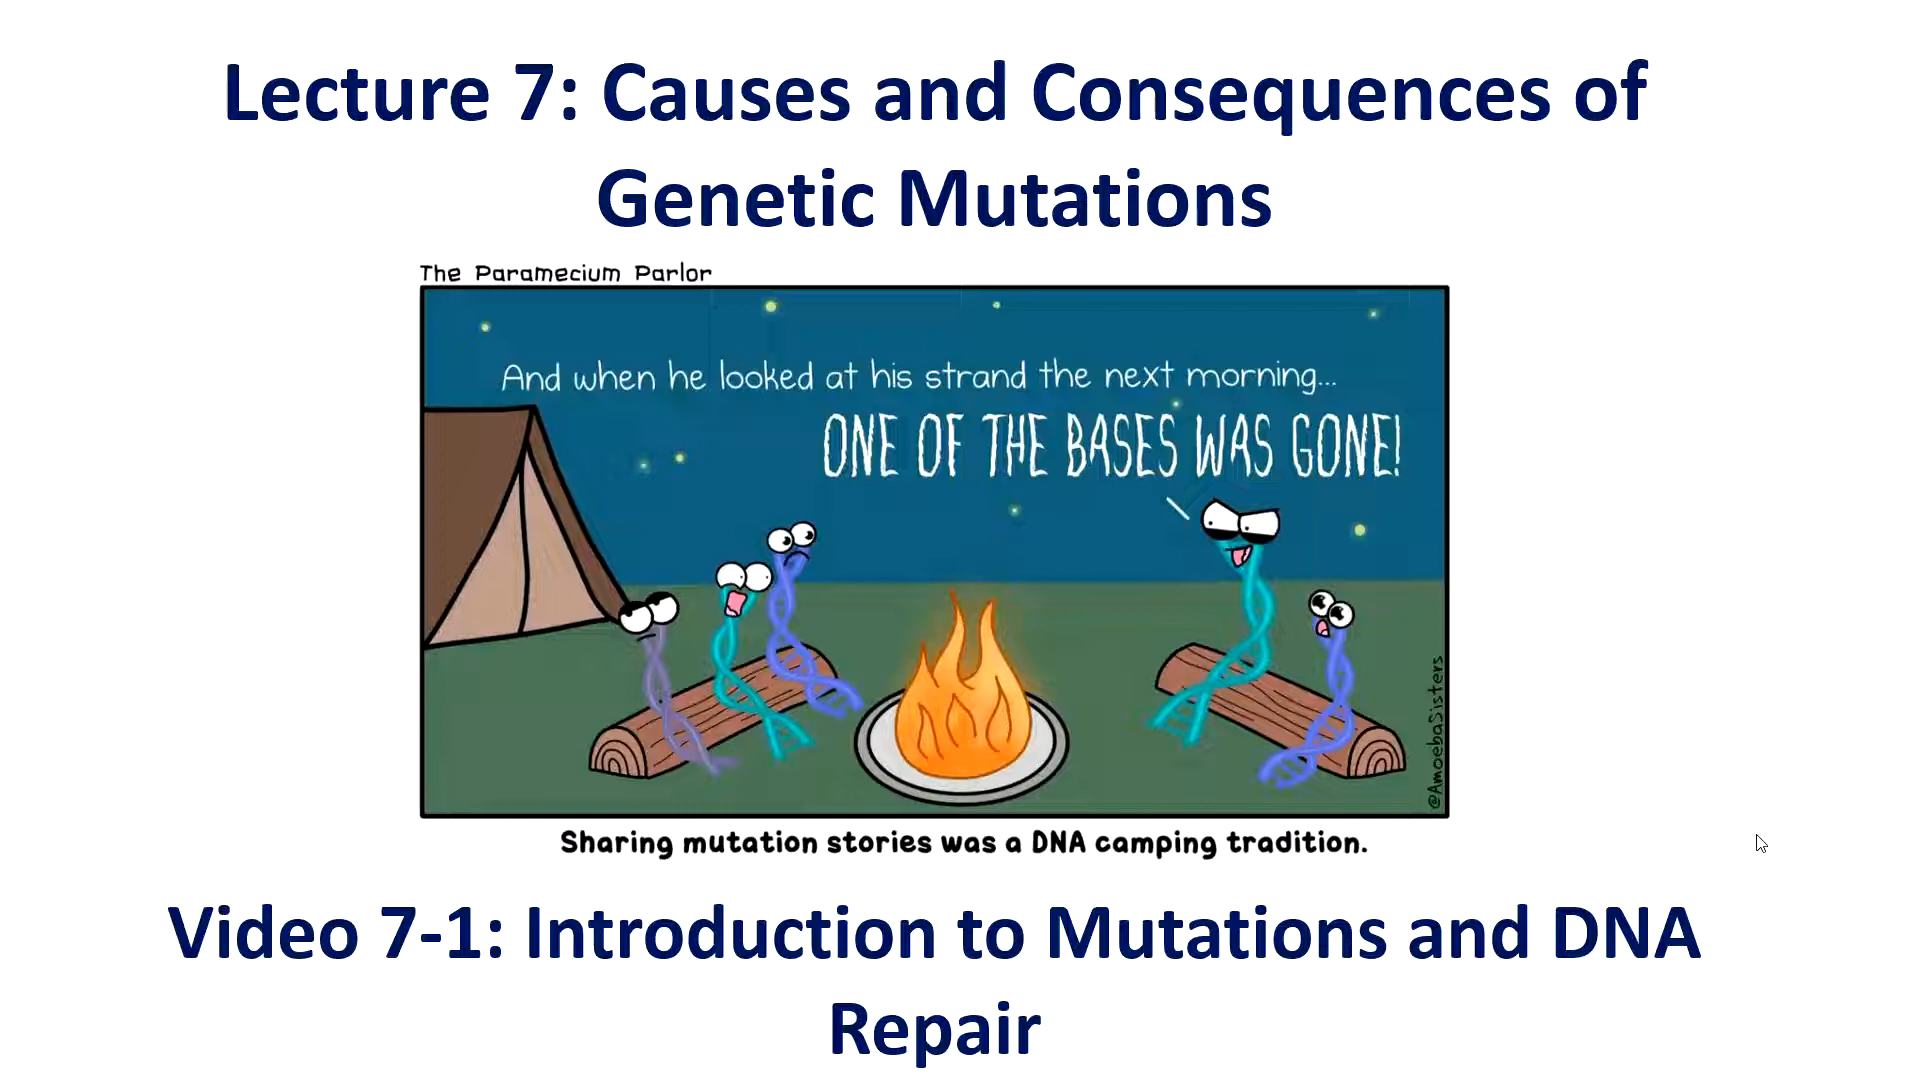 Lecture 7: Causes and Consequences of
Genetic Mutations
The Paramecium Parlor
And when he looked at his strand the next morning...
ONE OF THE BASES WAS GONE!
@AmoebaSisters
Sharing mutation stories was a DNA camping tradition.
Video 7-1: Introduction to Mutations and DNA
Repair